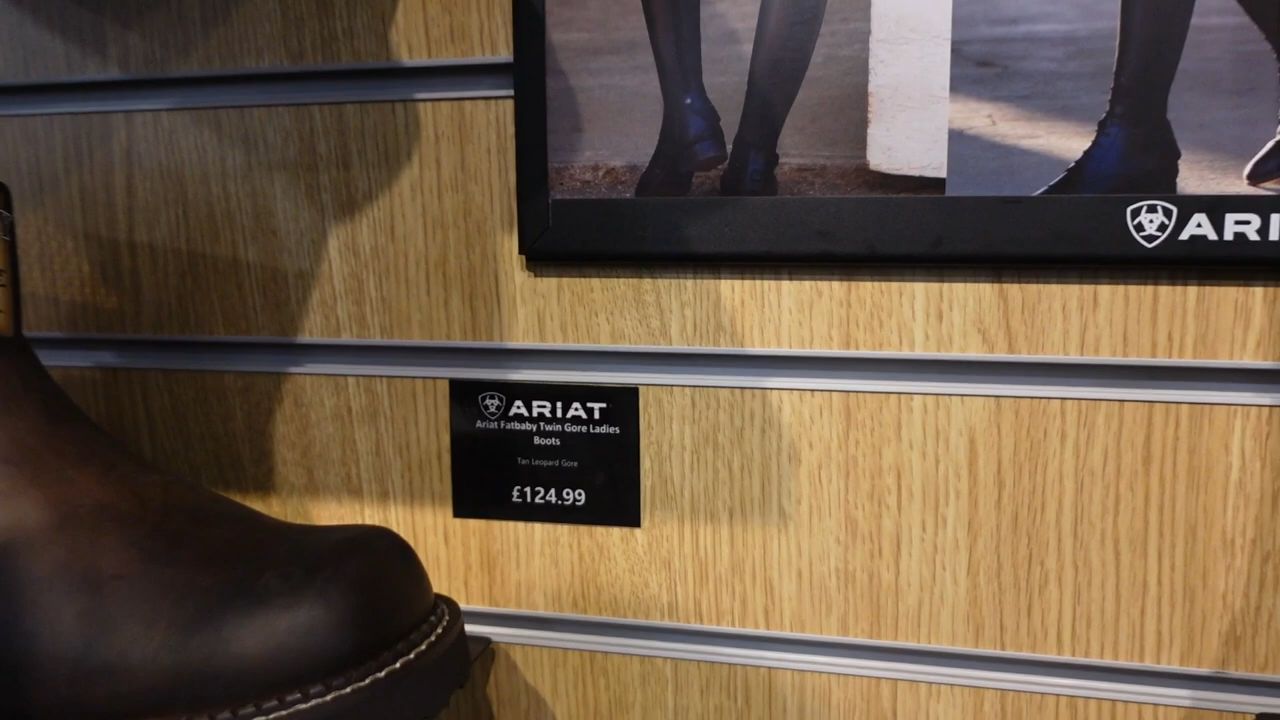 ARI
ARIAT
Ariat Fatbaby Twin Gore Ladies
Boots
Tan Leopard Gore
£124.99